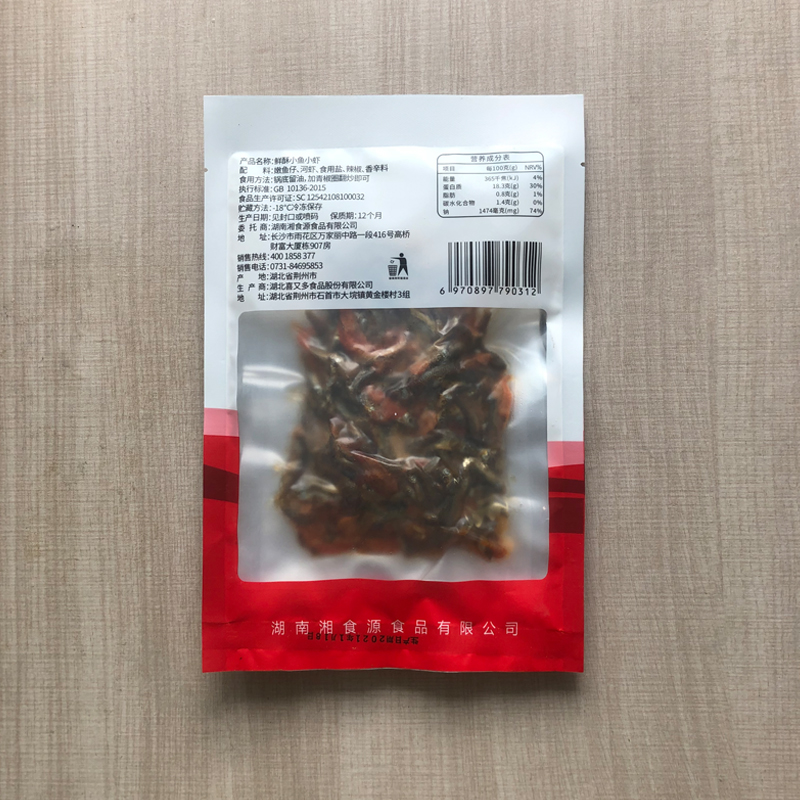 产品名称:鲜酥小鱼小虾
配 料:嫩鱼仔、河虾、食用盐、辣椒、香辛料
食用方法:锅底留油,加青椒圈翻炒即可
执行标准:GB 10136-2015
食品生产许可证:SC 12542108100032
贮藏方法:-18℃冷冻保存
生产日期:见封口或喷码 保质期:12个月
委 托 商:湖南湘食源食品有限公司
地 址:长沙市雨花区万家丽中路一段416号高桥
财富大厦栋907房
销售热线:400 1858 377
销售电话:0731-84695853
产 地:湖北省荆州市
生 产 商:湖北喜又多食品股份有限公司
地 址:湖北省荆州市石首市大垸镇黄金楼村3组
营养成分表
项目 每100克(g) NRV%
能量 365千焦(kJ) 4%
蛋白质 18.3克(g) 30%
脂肪 0.8克(g) 1%
碳水化合物 1.4克(g) 0%
钠 1474毫克(mg) 74%
6 970897 790312
湖南湘食源食品有限公司